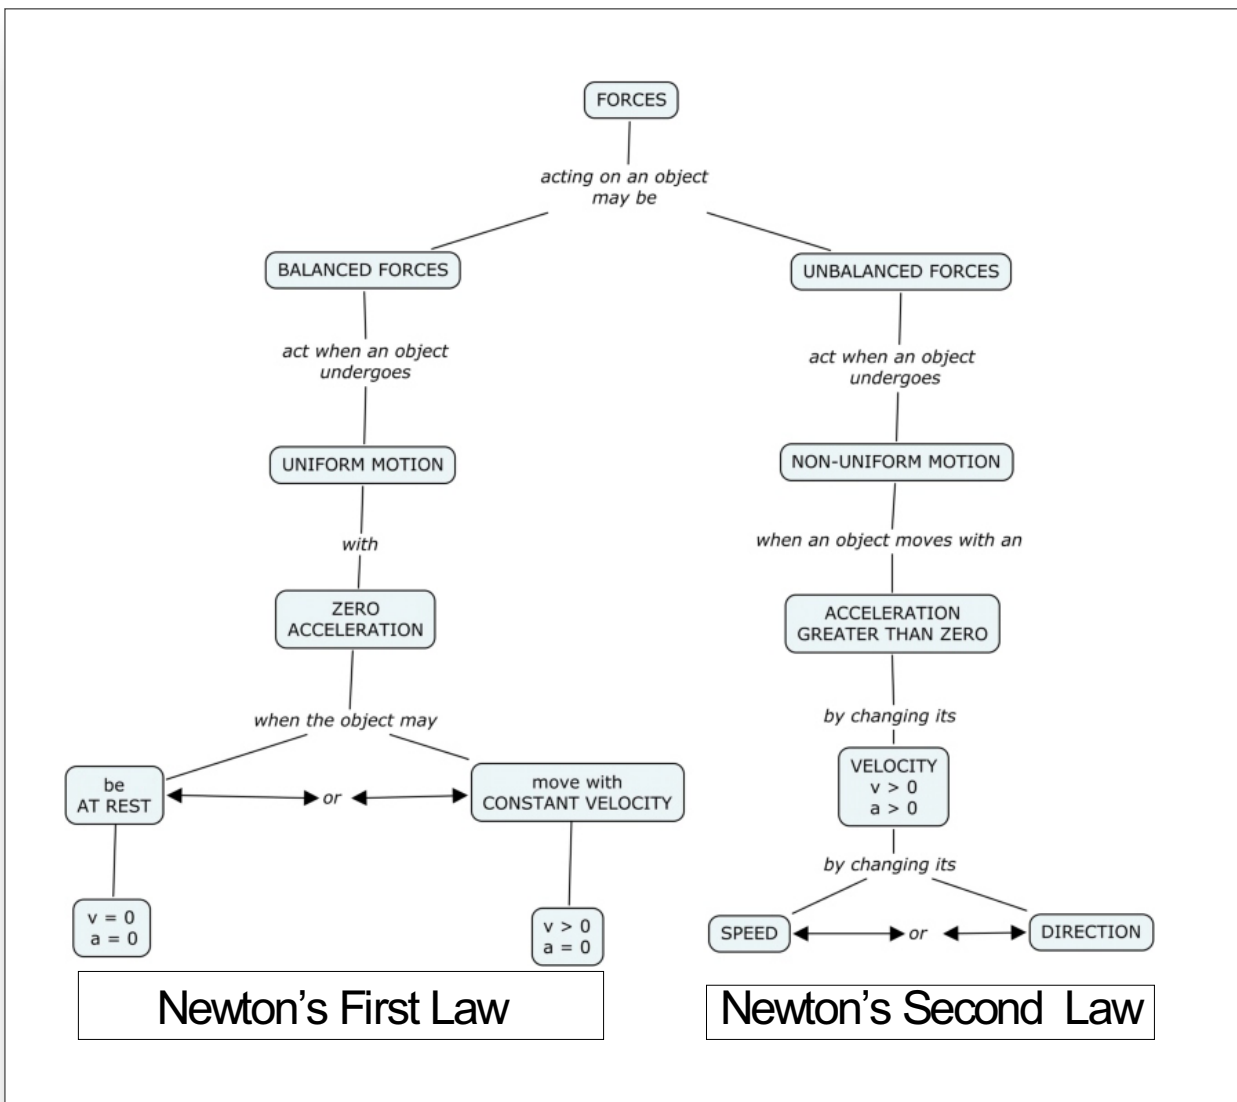 FORCES
acting on an object
may be
BALANCED FORCES
UNBALANCED FORCES
act when an object
undergoes
act when an object
undergoes
UNIFORM MOTION
NON-UNIFORM MOTION
with
when an object moves with an
ZERO
ACCELERATION
ACCELERATION
GREATER THAN ZERO
when the object may
by changing its
be
AT REST
or
move with
CONSTANT VELOCITY
VELOCITY
v > 0
a > 0
by changing its
v = 0
a = 0
v > 0
a = 0
SPEED
or
DIRECTION
Newton's First Law
Newton's Second Law